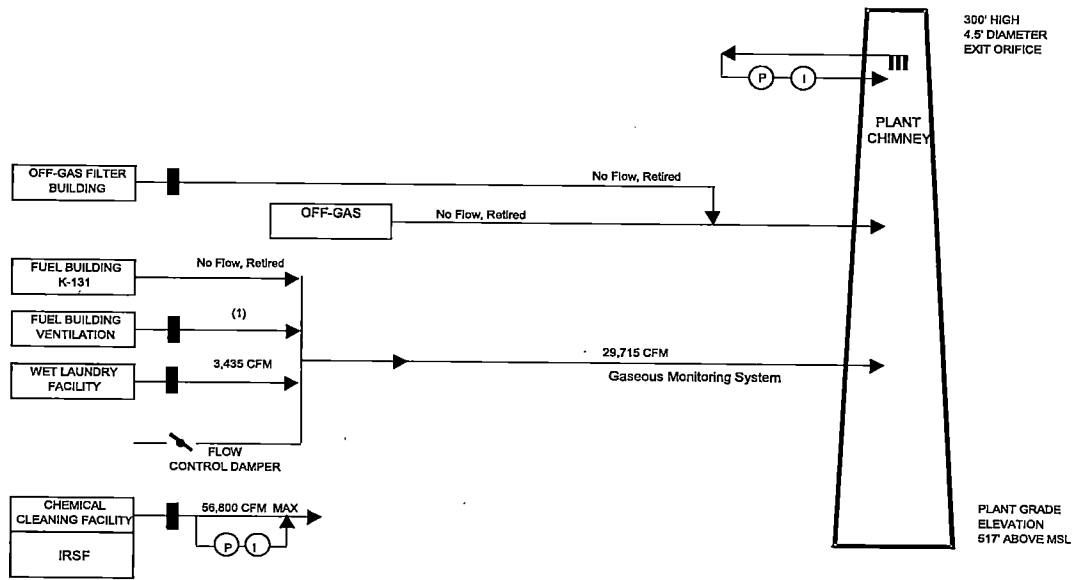 300' HIGH
4.5' DIAMETER
EXIT ORIFICE
P
I
PLANT
CHIMNEY
OFF-GAS FILTER
BUILDING
No Flow, Retired
OFF-GAS
No Flow, Retired
FUEL BUILDING
K-131
No Flow, Retired
FUEL BUILDING
VENTILATION
(1)
WET LAUNDRY
FACILITY
3,435 CFM
29,715 CFM
Gaseous Monitoring System
FLOW
CONTROL DAMPER
CHEMICAL
CLEANING FACILITY
IRSF
56,800 CFM MAX
P
I
PLANT GRADE
ELEVATION
517' ABOVE MSL